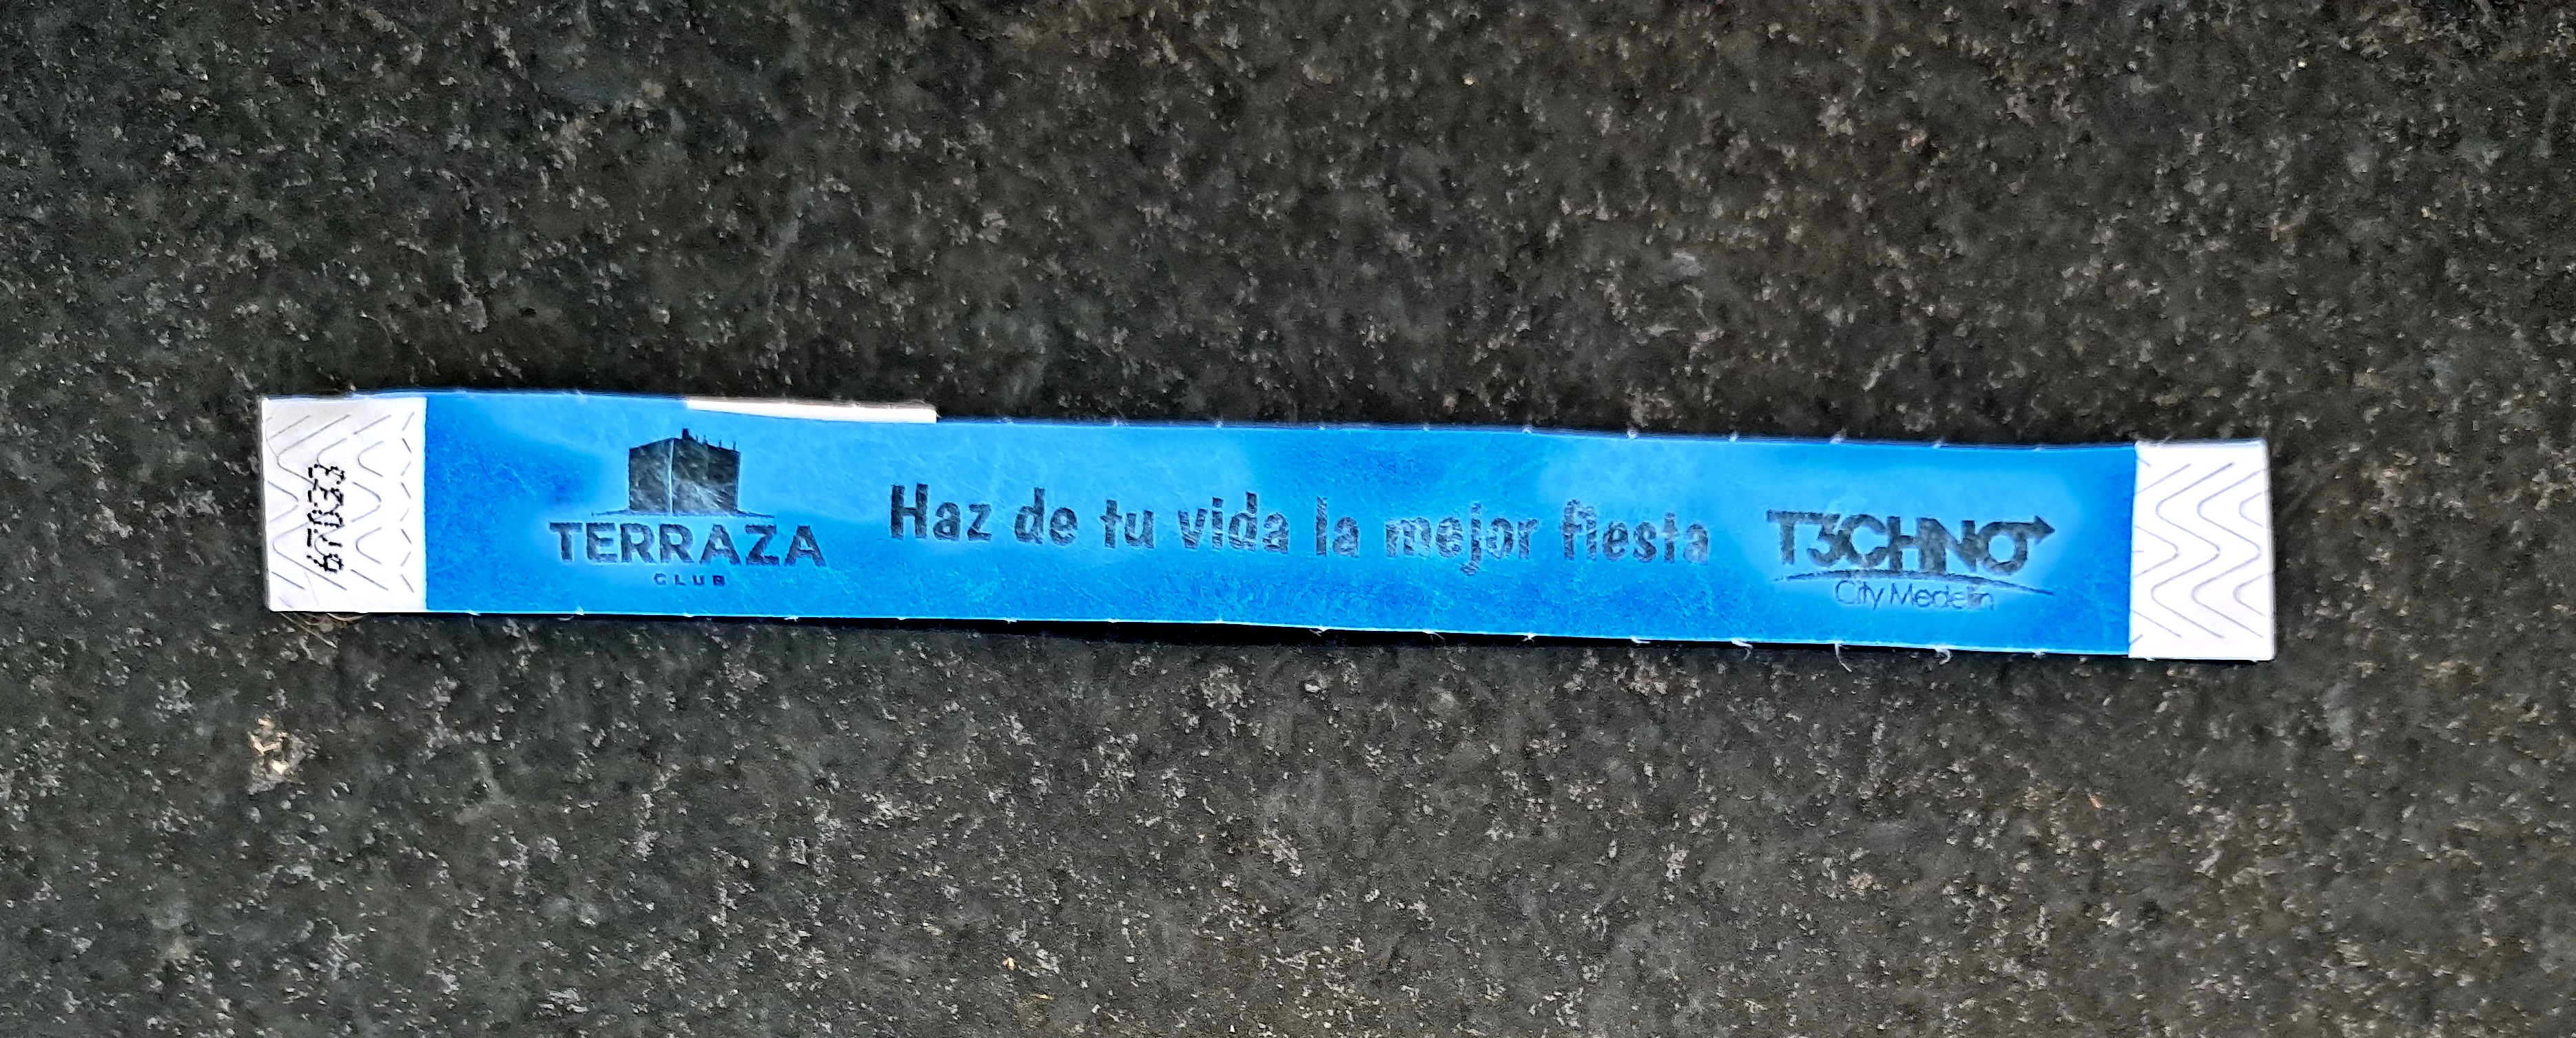 67033
TERRAZA
CLUB
Haz de tu vida la mejor fiesta
T3CHNO
City Medellin